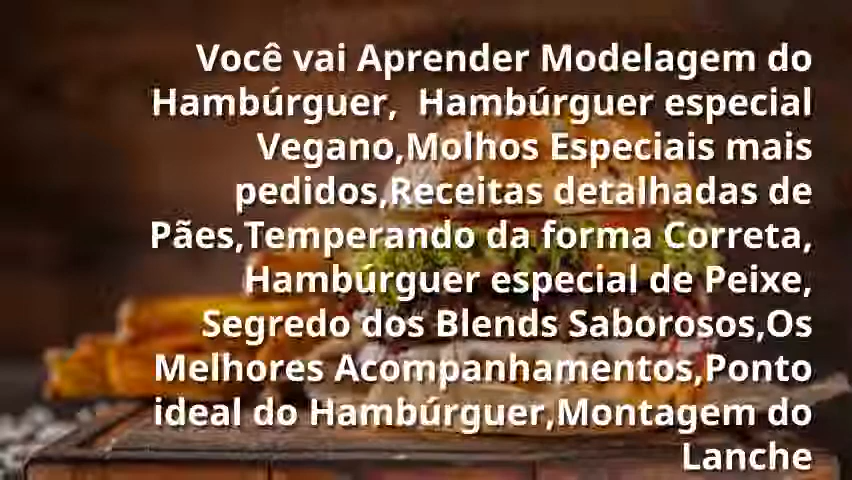 Você vai Aprender Modelagem do
Hambúrguer,  Hambúrguer especial
Vegano,Molhos Especiais mais
pedidos,Receitas detalhadas de
Pães,Temperando da forma Correta,
Hambúrguer especial de Peixe,
Segredo dos Blends Saborosos,Os
Melhores Acompanhamentos,Ponto
ideal do Hambúrguer,Montagem do
Lanche